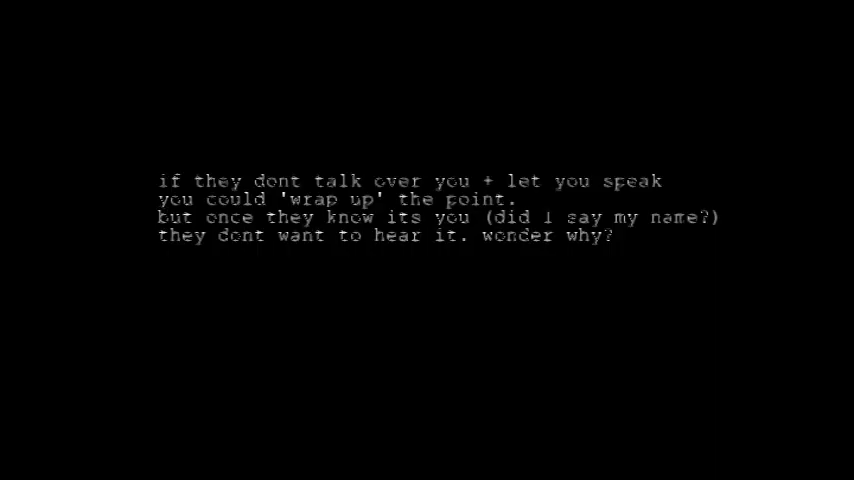 if they dont talk over you + let you speak
you could 'wrap up' the point.
but once they know its you (did I say my name?)
they dont want to hear it. wonder why?